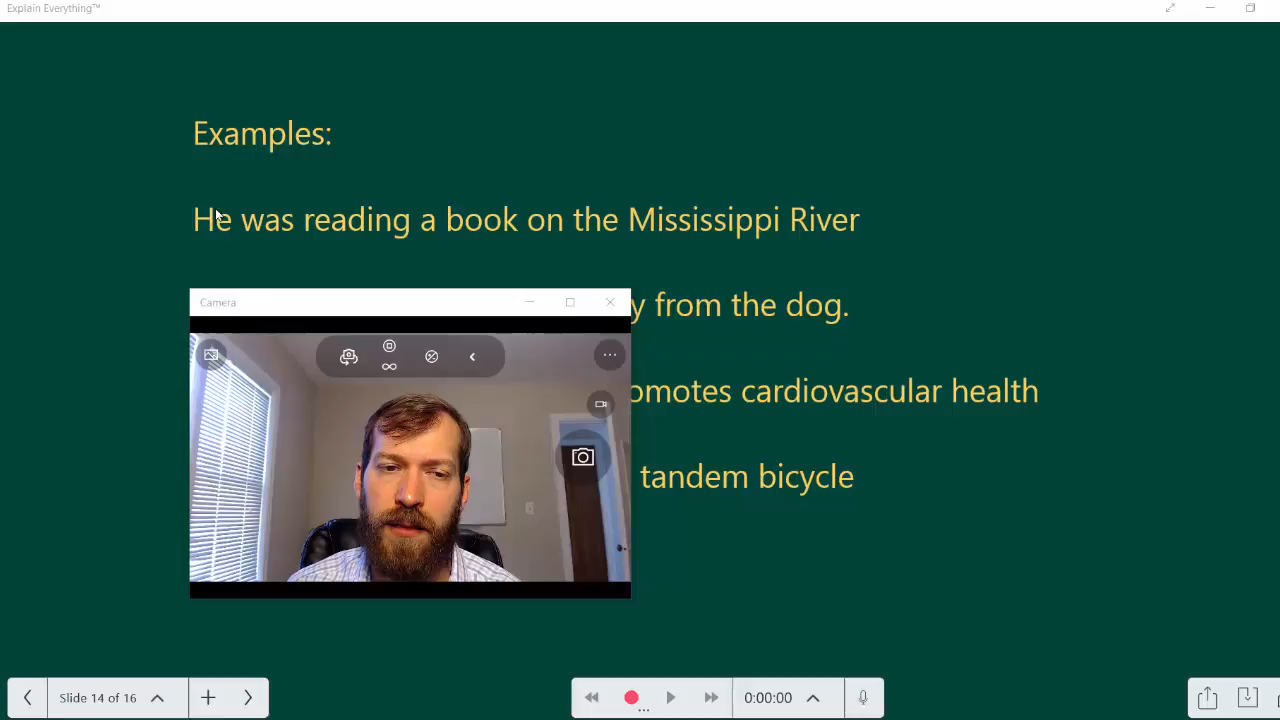 Explain Everything™
Examples:
He was reading a book on the Mississippi River
Camera
from the dog.
cardiovascular health
tandem bicycle
Slide 14 of 16
0:00:00